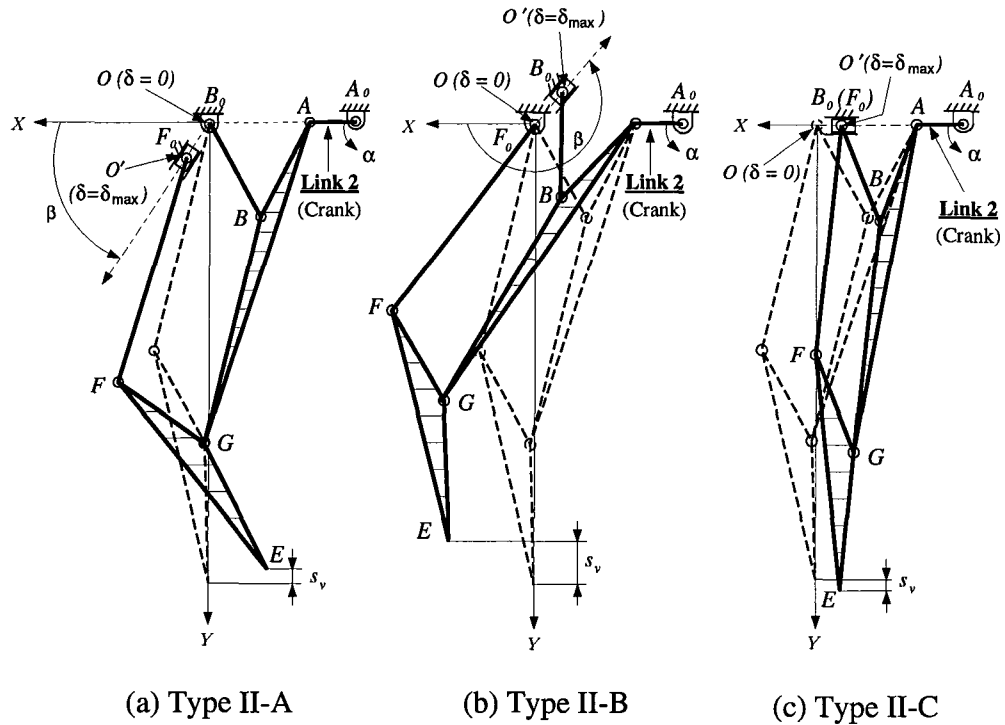 O (δ = 0)
B₀
A
A₀
X
F₀
O'
(δ=δmax)
β
α
Link 2
(Crank)
B
F
G
E
sᵥ
Y
(a) Type II-A
O'(δ=δmax)
B₀
O (δ = 0)
A₀
X
F₀
β
α
B
Link 2
(Crank)
F
G
E
sᵥ
Y
(b) Type II-B
O'(δ=δmax)
B₀(F₀)
A
A₀
X
O (δ = 0)
α
B
Link 2
(Crank)
F
G
E
sᵥ
Y
(c) Type II-C